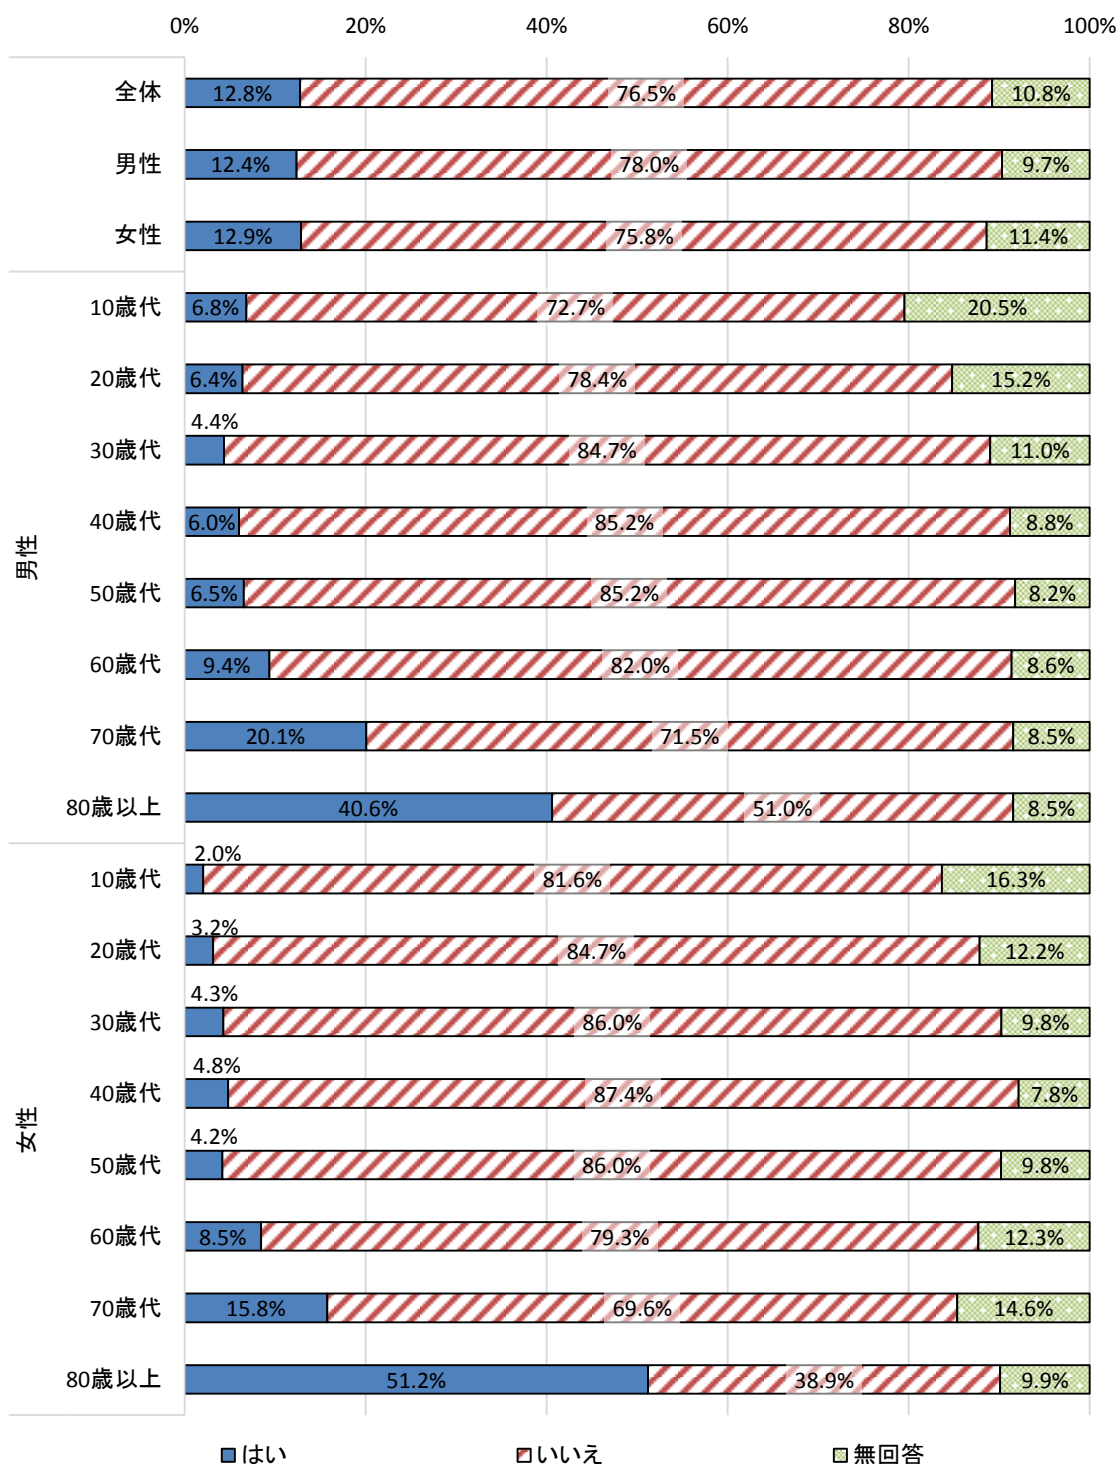 0% 20% 40% 60% 80% 100%
全体 12.8% 76.5% 10.8%
男性 12.4% 78.0% 9.7%
女性 12.9% 75.8% 11.4%
男性
10歳代 6.8% 72.7% 20.5%
20歳代 6.4% 78.4% 15.2%
30歳代 4.4% 84.7% 11.0%
40歳代 6.0% 85.2% 8.8%
50歳代 6.5% 85.2% 8.2%
60歳代 9.4% 82.0% 8.6%
70歳代 20.1% 71.5% 8.5%
80歳以上 40.6% 51.0% 8.5%
女性
10歳代 2.0% 81.6% 16.3%
20歳代 3.2% 84.7% 12.2%
30歳代 4.3% 86.0% 9.8%
40歳代 4.8% 87.4% 7.8%
50歳代 4.2% 86.0% 9.8%
60歳代 8.5% 79.3% 12.3%
70歳代 15.8% 69.6% 14.6%
80歳以上 51.2% 38.9% 9.9%
はい いいえ 無回答